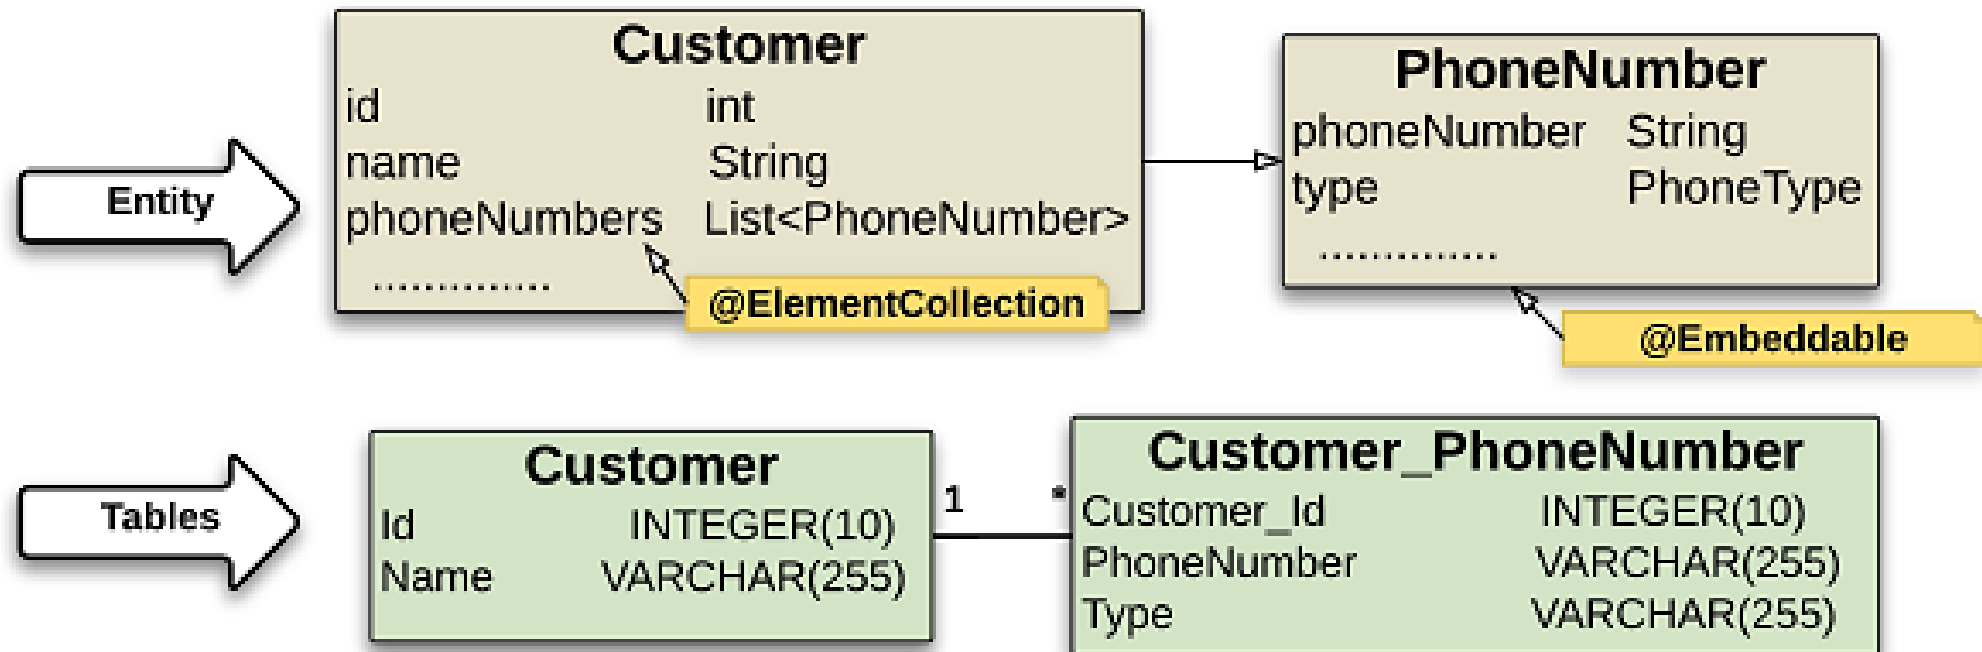 Customer
id int
name String
phoneNumbers List<PhoneNumber>
..............
@ElementCollection
PhoneNumber
phoneNumber String
type PhoneType
..............
@Embeddable
Entity
Tables
Customer
Id INTEGER(10)
Name VARCHAR(255)
1 *
Customer_PhoneNumber
Customer_Id INTEGER(10)
PhoneNumber VARCHAR(255)
Type VARCHAR(255)